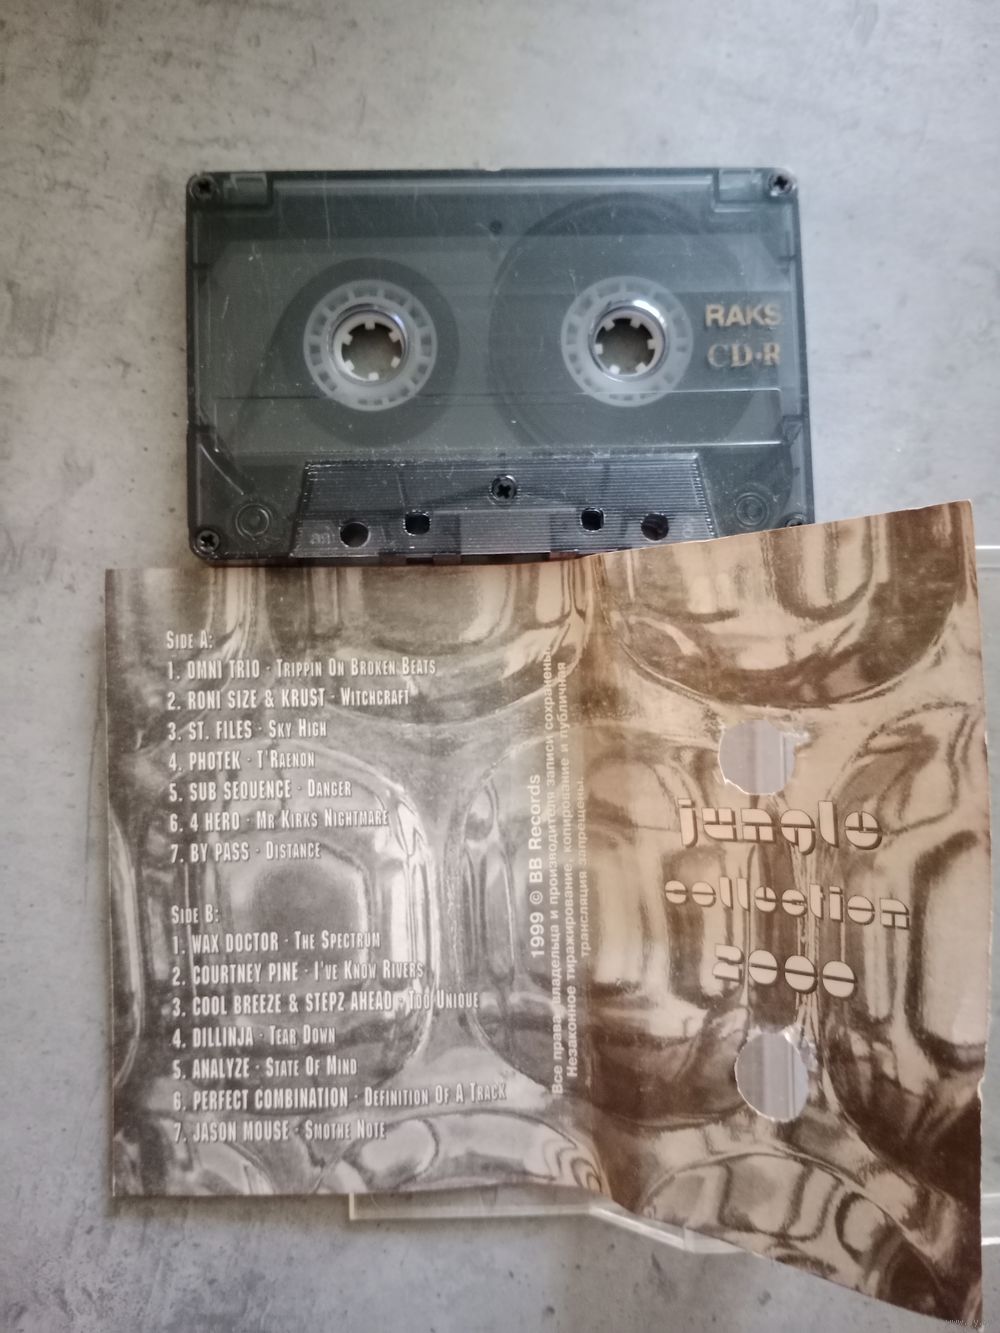 RAKS
CD·R
SIDE A:
1. OMNI TRIO - TRIPPIN ON BROKEN BEATS
2. RONI SIZE & KRUST - WITCHCRAFT
3. ST. FILES - SKY HIGH
4. PHOTEK - T'RAENON
5. SUB SEQUENCE - DANGER
6. 4 HERO - MR KIRKS NIGHTMARE
7. BY PASS - DISTANCE
SIDE B:
1. WAX DOCTOR - THE SPECTRUM
2. COURTNEY PINE - I'VE KNOW RIVERS
3. COOL BREEZE & STEPZ AHEAD - TOO UNIQUE
4. DILLINJA - TEAR DOWN
5. ANALYZE - STATE OF MIND
6. PERFECT COMBINATION - DEFINITION OF A TRACK
7. JASON MOUSE - SMOTHE NOTE
1999 © BB Records
Все права владельца и производителя записи сохранены.
Незаконное тиражирование, копирование и публичная
трансляция запрещены.
jungle
collection
2000